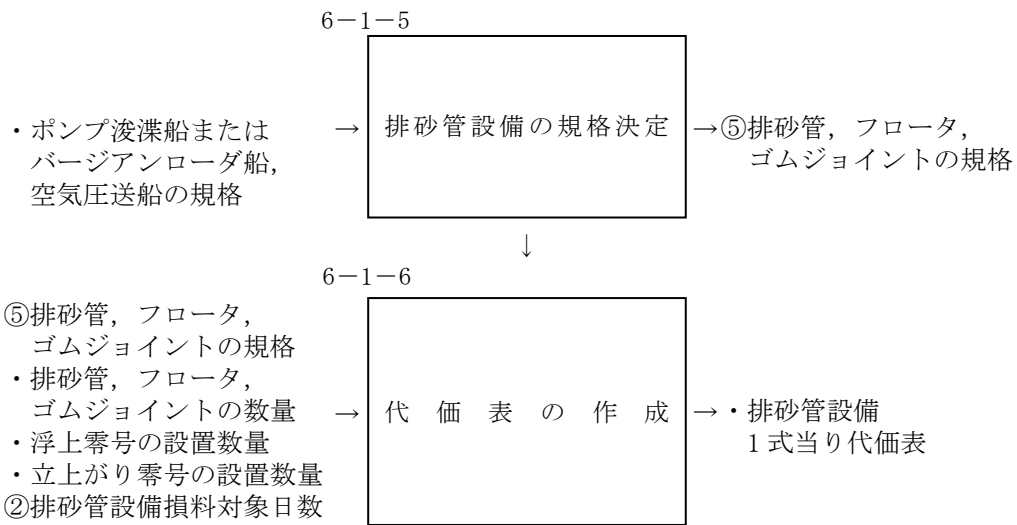 6－1－5
・ポンプ浚渫船または
バージアンローダ船，
空気圧送船の規格
→
排砂管設備の規格決定
→⑤排砂管，フロータ，
ゴムジョイントの規格
↓
6－1－6
⑤排砂管，フロータ，
ゴムジョイントの規格
・排砂管，フロータ，
ゴムジョイントの数量
・浮上零号の設置数量
・立上がり零号の設置数量
②排砂管設備損料対象日数
→
代価表の作成
→・排砂管設備
1式当り代価表